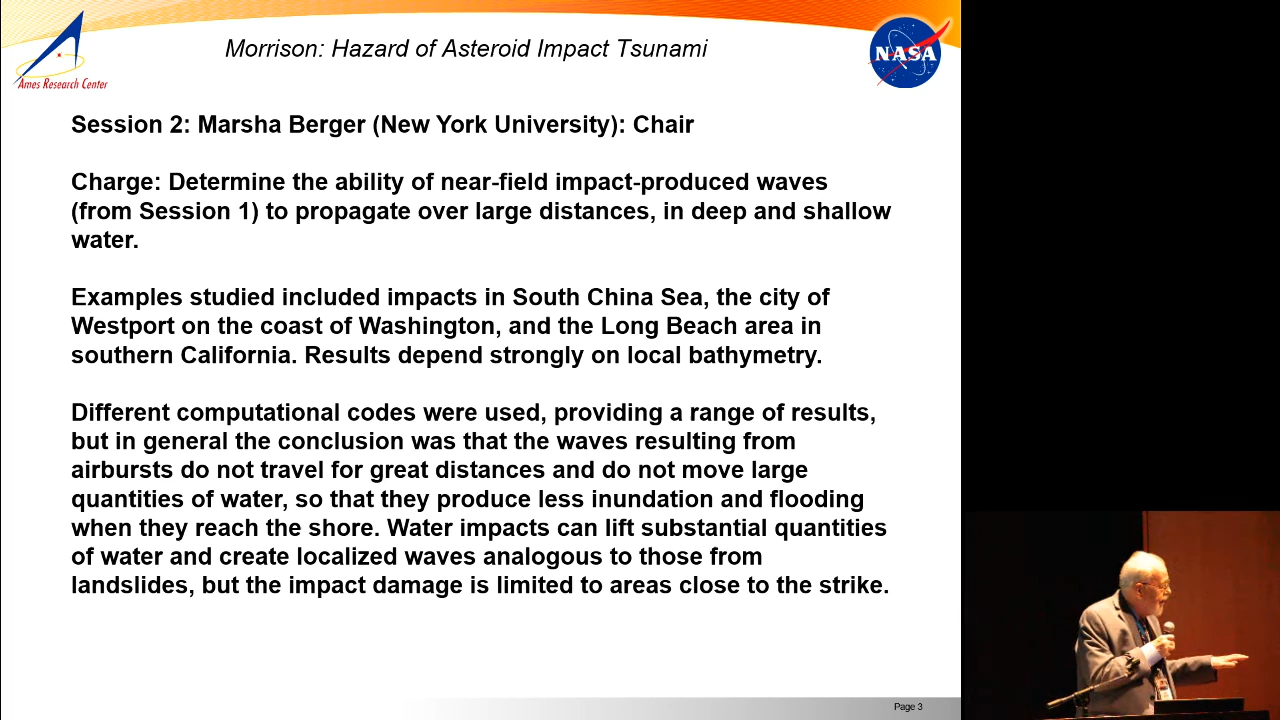 Morrison: Hazard of Asteroid Impact Tsunami
Ames Research Center
NASA
Session 2: Marsha Berger (New York University): Chair
Charge: Determine the ability of near-field impact-produced waves
(from Session 1) to propagate over large distances, in deep and shallow
water.
Examples studied included impacts in South China Sea, the city of
Westport on the coast of Washington, and the Long Beach area in
southern California. Results depend strongly on local bathymetry.
Different computational codes were used, providing a range of results,
but in general the conclusion was that the waves resulting from
airbursts do not travel for great distances and do not move large
quantities of water, so that they produce less inundation and flooding
when they reach the shore. Water impacts can lift substantial quantities
of water and create localized waves analogous to those from
landslides, but the impact damage is limited to areas close to the strike.
Page 3